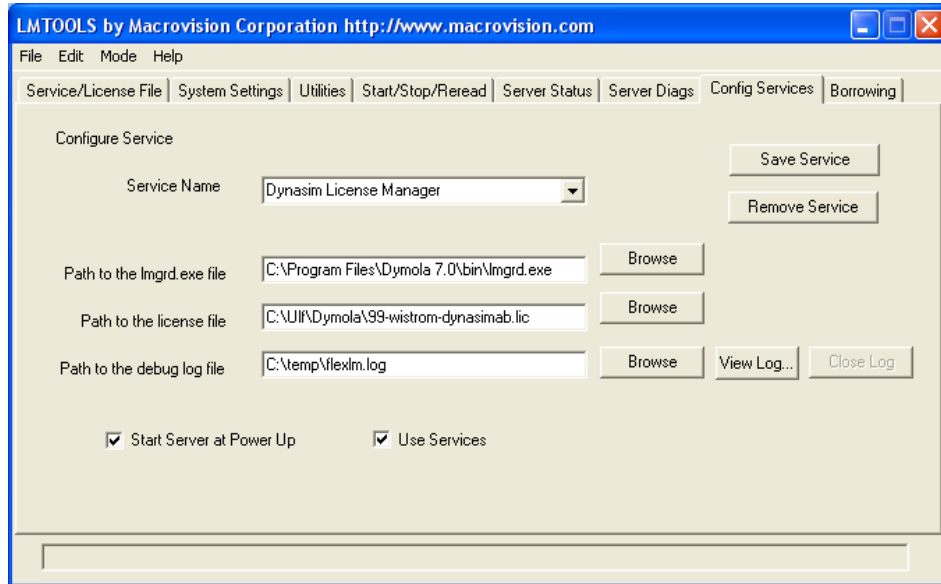 LMTOOLS by Macrovision Corporation http://www.macrovision.com
File Edit Mode Help
Service/License File System Settings Utilities Start/Stop/Reread Server Status Server Diags Config Services Borrowing
Configure Service
Save Service
Service Name Dynasim License Manager
Remove Service
Path to the lmgrd.exe file C:\Program Files\Dymola 7.0\bin\lmgrd.exe Browse
Path to the license file C:\Ulf\Dymola\99-wistrom-dynasimab.lic Browse
Path to the debug log file C:\temp\flexlm.log Browse View Log... Close Log
Start Server at Power Up Use Services